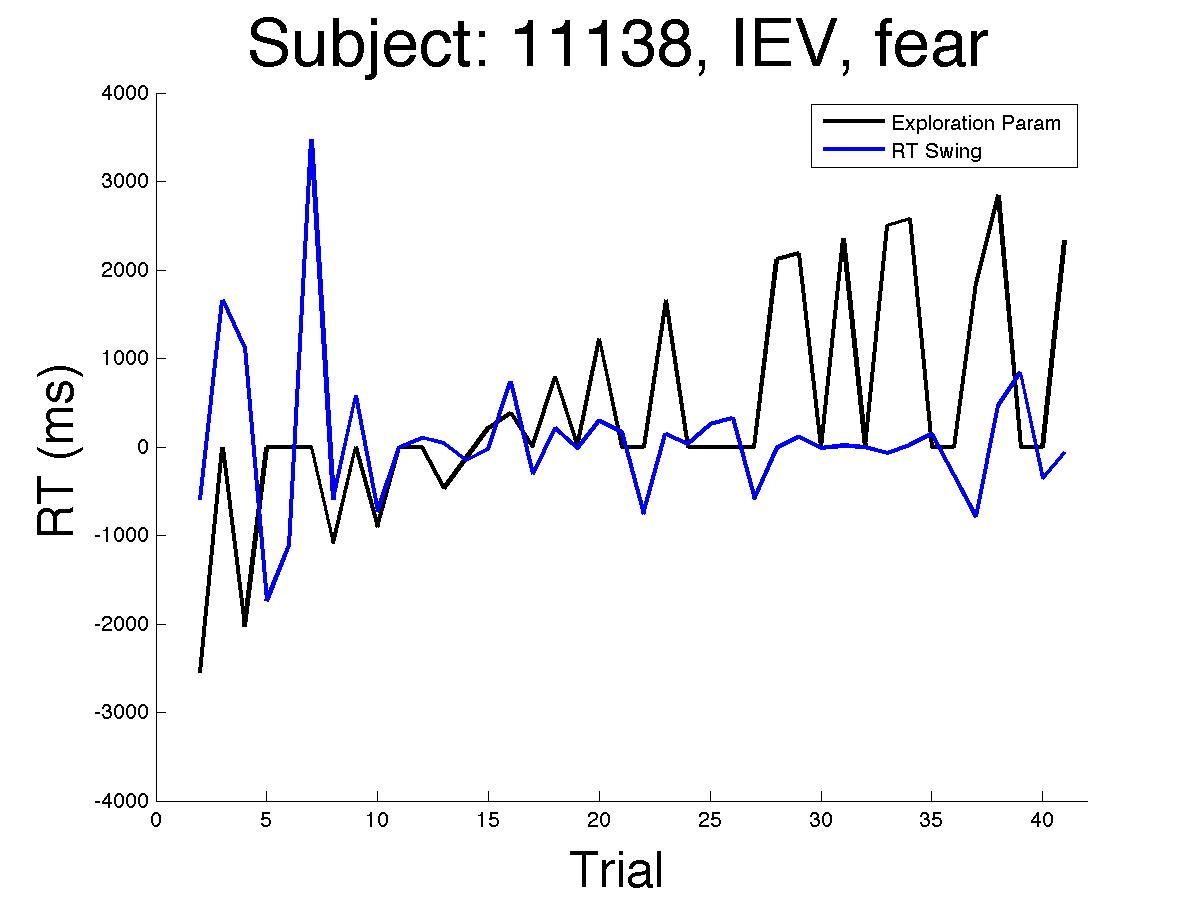 Subject: 11138, IEV, fear
Exploration Param
RT Swing
RT (ms)
4000
3000
2000
1000
0
-1000
-2000
-3000
-4000
0 5 10 15 20 25 30 35 40
Trial